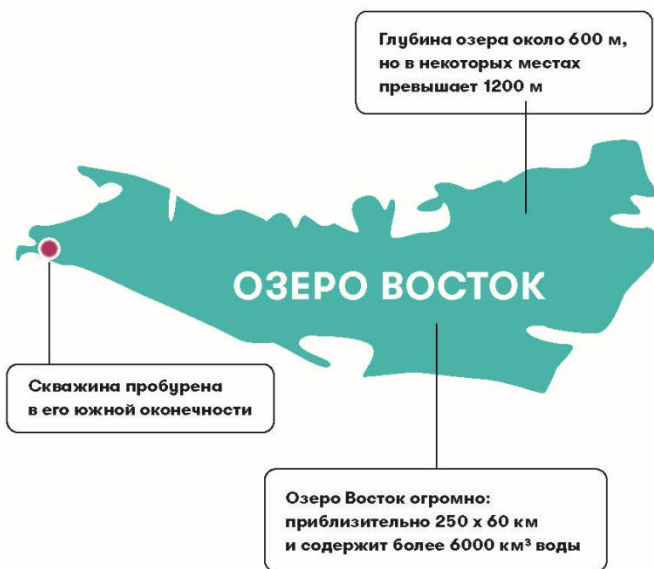 Глубина озера около 600 м,
но в некоторых местах
превышает 1200 м
ОЗЕРО ВОСТОК
Скважина пробурена
в его южной оконечности
Озеро Восток огромно:
приблизительно 250 x 60 км
и содержит более 6000 км³ воды